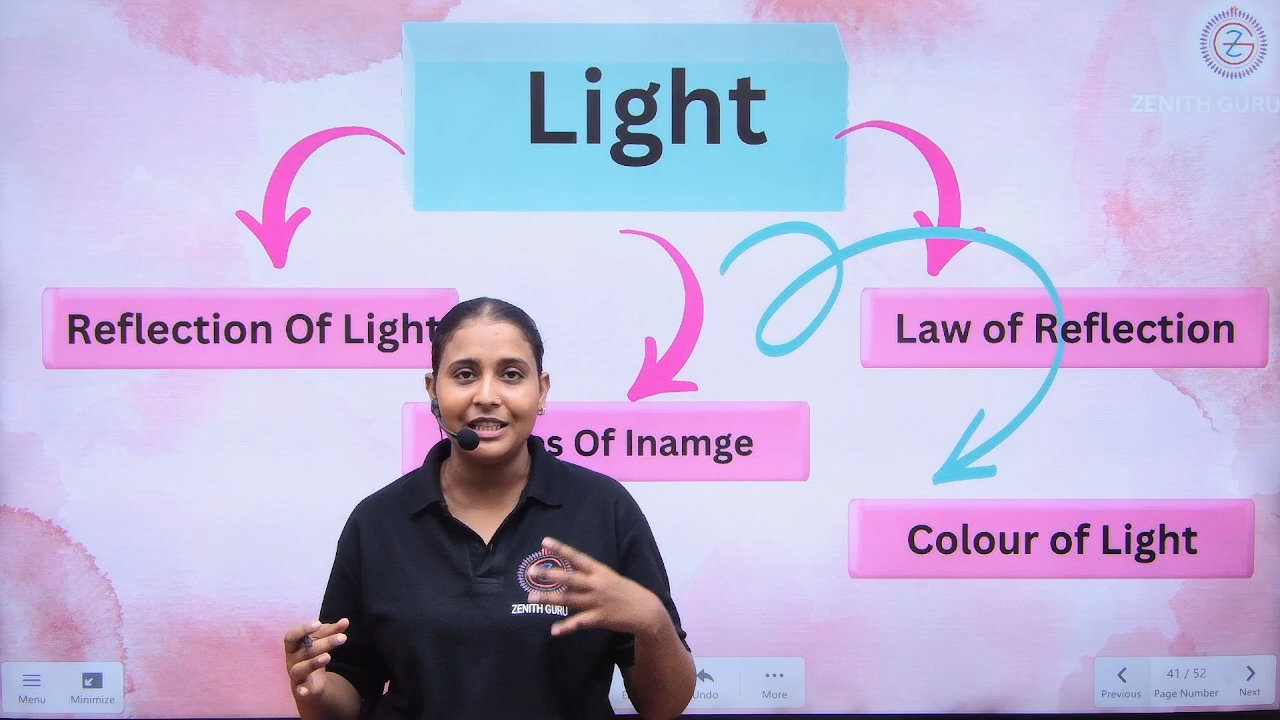 Light
ZENITH GURU
Reflection Of Light
Law of Reflection
Of Inamge
Colour of Light
ZENITH GURU
Menu
Minimize
Undo
More
Previous
41 / 52
Page Number
Next